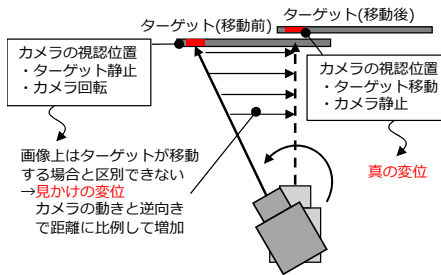 ターゲット(移動前)
ターゲット(移動後)
カメラの視認位置
・ターゲット静止
・カメラ回転
カメラの視認位置
・ターゲット移動
・カメラ静止
画像上はターゲットが移動
する場合と区別できない
→見かけの変位
カメラの動きと逆向き
で距離に比例して増加
真の変位